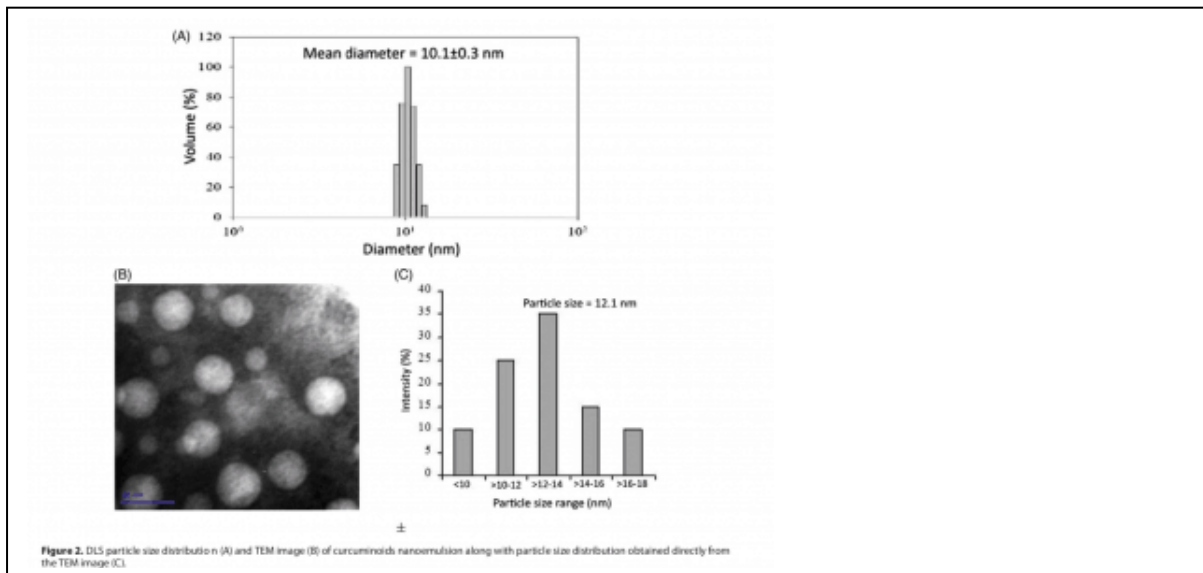 (A)
Mean diameter = 10.1±0.3 nm
Volume (%)
120
100
80
60
40
20
0
10⁰
10¹
Diameter (nm)
(B)
(C)
Particle size = 12.1 nm
Intensity (%)
40
35
30
25
20
15
10
5
0
<10
>10-12
>12-14
>14-16
>16-18
Particle size range (nm)
±
Figure 2. DLS particle size distributio n (A) and TEM image (B) of curcuminoids nanoemulsion along with particle size distribution obtained directly from
the TEM image (C).